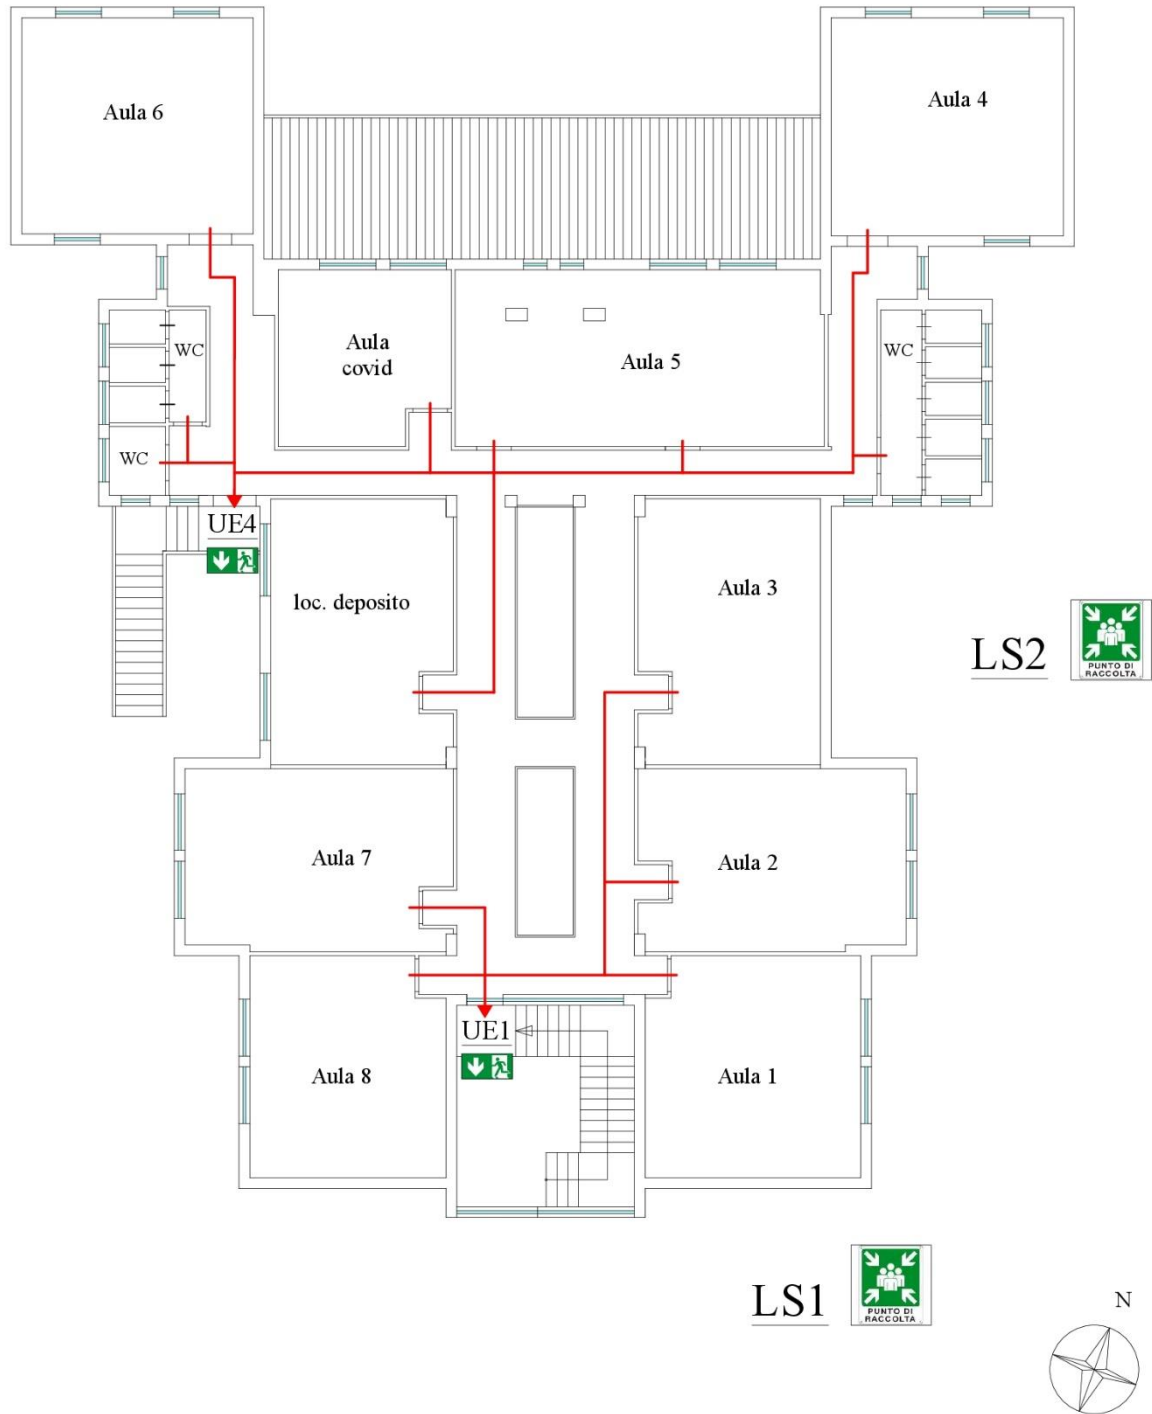 Aula 6
Aula 4
WC
Aula
covid
Aula 5
WC
WC
UE4
loc. deposito
Aula 3
LS2
PUNTO DI
RACCOLTA
Aula 7
Aula 2
UE1
Aula 8
Aula 1
LS1
PUNTO DI
RACCOLTA
N